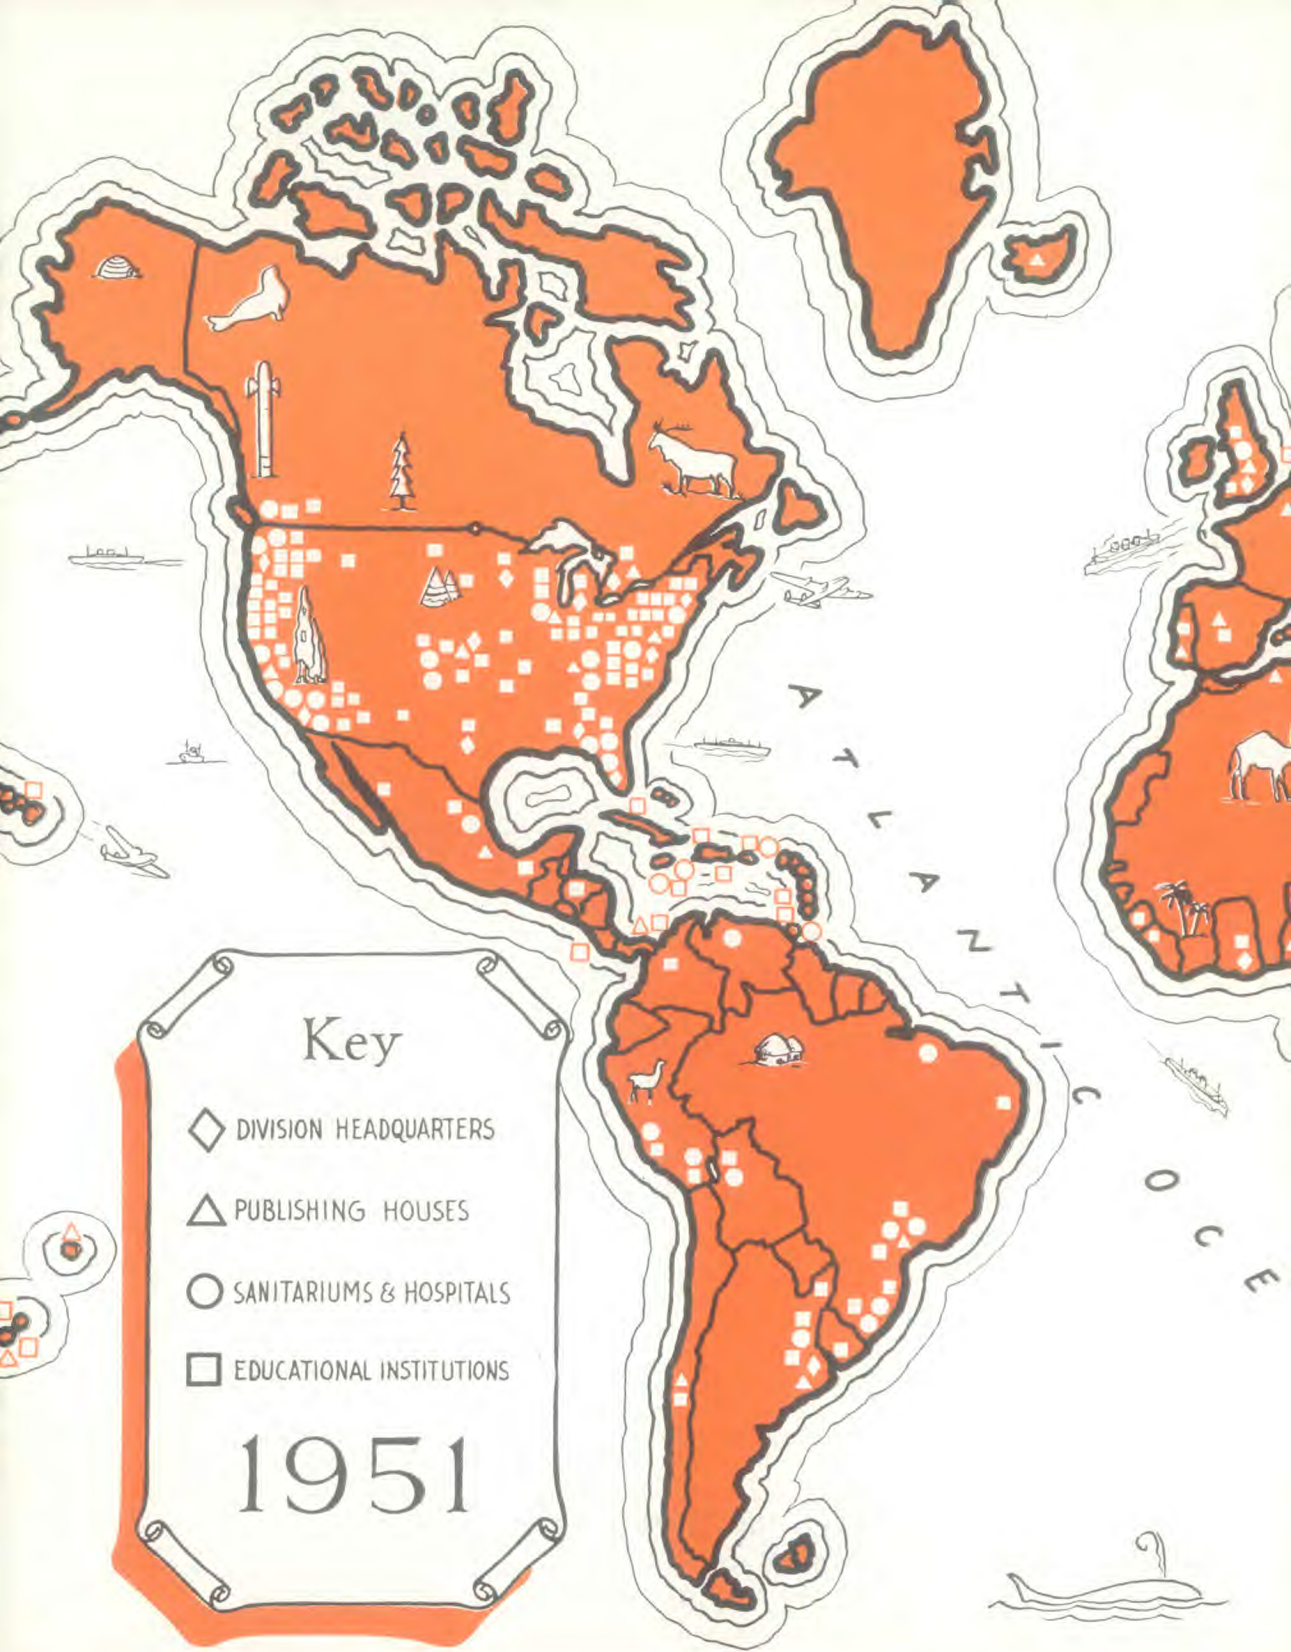 ATLANTIC OCE
Key
DIVISION HEADQUARTERS
PUBLISHING HOUSES
SANITARIUMS & HOSPITALS
EDUCATIONAL INSTITUTIONS
1951